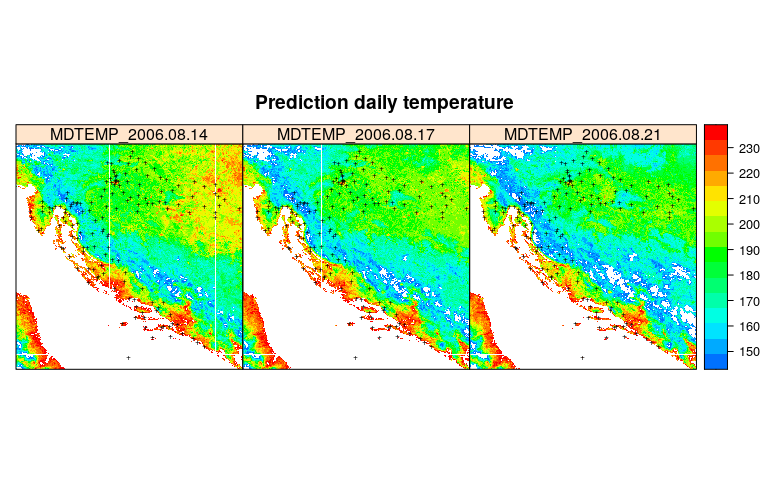 Prediction daily temperature
MDTEMP_2006.08.14
MDTEMP_2006.08.17
MDTEMP_2006.08.21
230
220
210
200
190
180
170
160
150